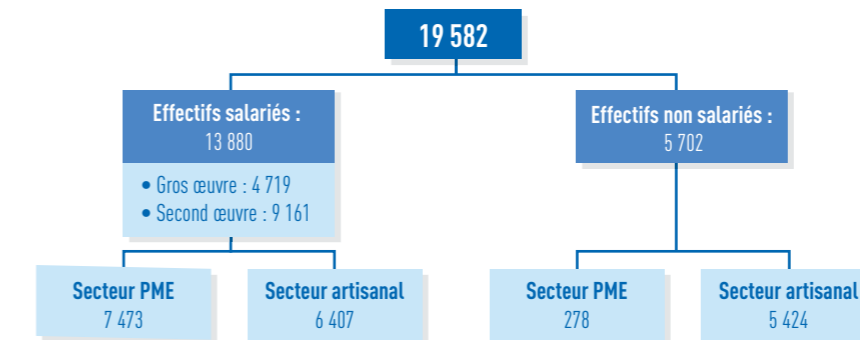 19 582
Effectifs salariés :
13 880
• Gros œuvre : 4 719
• Second œuvre : 9 161
Effectifs non salariés :
5 702
Secteur PME
7 473
Secteur artisanal
6 407
Secteur PME
278
Secteur artisanal
5 424